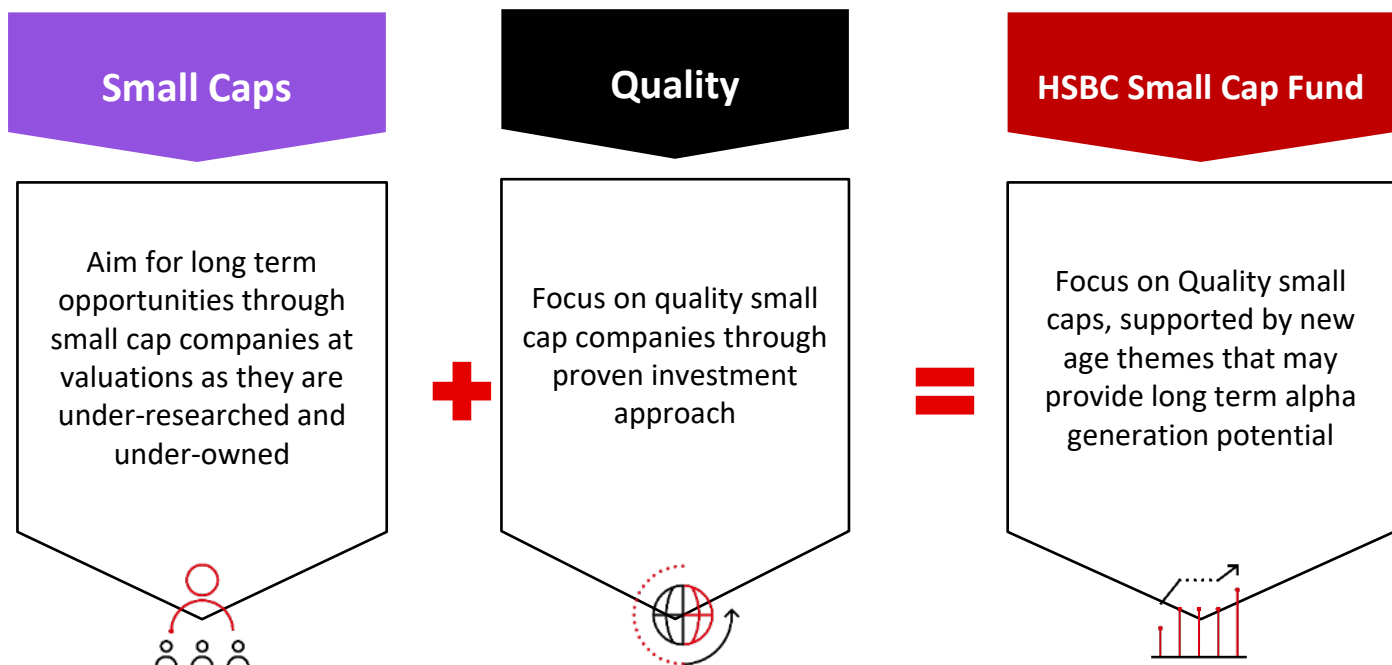 Small Caps
Aim for long term
opportunities through
small cap companies at
valuations as they are
under-researched and
under-owned
Quality
Focus on quality small
cap companies through
proven investment
approach
HSBC Small Cap Fund
Focus on Quality small
caps, supported by new
age themes that may
provide long term alpha
generation potential